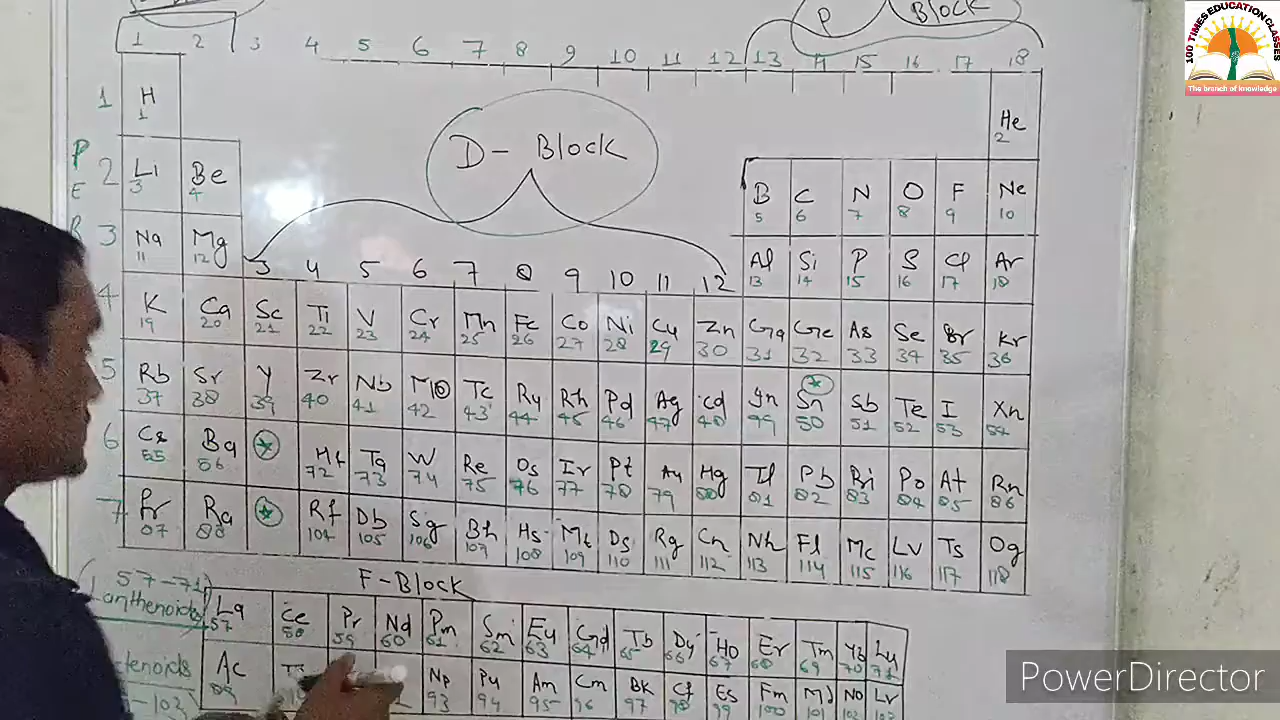 P BLOCK
1 2 3 4 5 6 7 8 9 10 11 12 13 14 15 16 17 18
1 H He
1 2
D - BLOCK
P
E
R
2 Li Be B C N O F Ne
3 4 5 6 7 8 9 10
3 Na Mg Al Si P S Cl Ar
11 12 13 14 15 16 17 18
3 4 5 6 7 8 9 10 11 12
4 K Ca Sc Ti V Cr Mn Fe Co Ni Cu Zn Ga Ge As Se Br Kr
19 20 21 22 23 24 25 26 27 28 29 30 31 32 33 34 35 36
5 Rb Sr Y Zr Nb Mo Tc Ru Rh Pd Ag Cd In Sn Sb Te I Xn
37 38 39 40 41 42 43 44 45 46 47 48 49 50 51 52 53 54
6 Cs Ba * Hf Ta W Re Os Ir Pt Au Hg Tl Pb Bi Po At Rn
55 56 72 73 74 75 76 77 78 79 80 81 82 83 84 85 86
7 Fr Ra * Rf Db Sg Bh Hs Mt Ds Rg Cn Nh Fl Mc Lv Ts Og
87 88 104 105 106 107 108 109 110 111 112 113 114 115 116 117 118
F-BLOCK
(57-71)
Lanthenoids La Ce Pr Nd Pm Sm Eu Gd Tb Dy Ho Er Tm Yb Lu
57 58 59 60 61 62 63 64 65 66 67 68 69 70 71
Ac Np Pu Am Cm BK Cf Es Fm Md No Lr
89 93 94 95 96 97 98 99 100 101 102 103
100 TIMES EDUCATION CLASSES
The branch of knowledge
PowerDirector